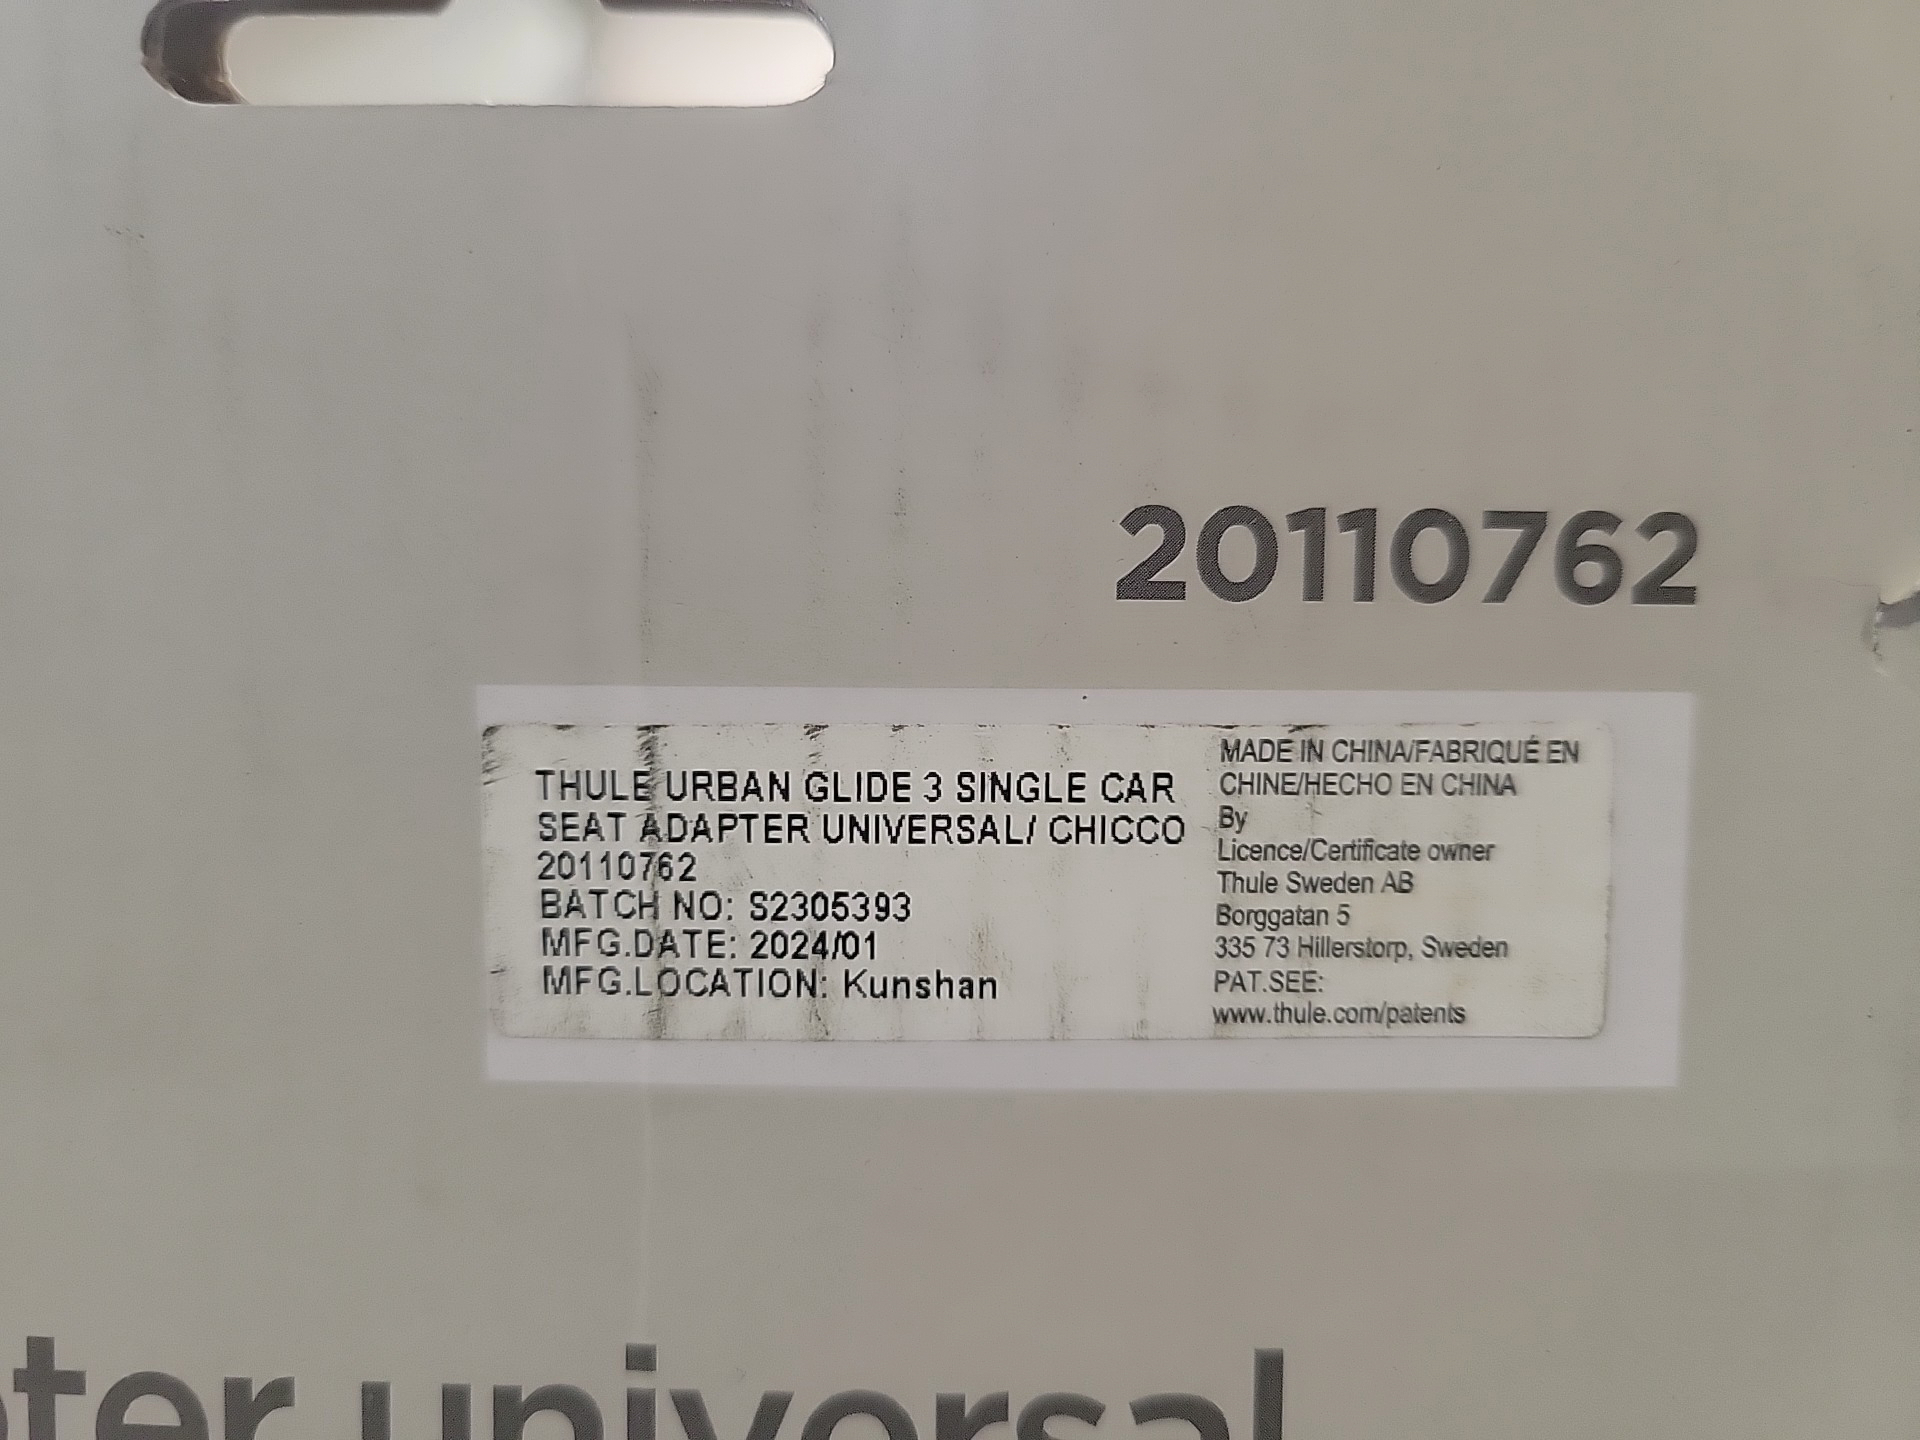 20110762
THULE URBAN GLIDE 3 SINGLE CAR
SEAT ADAPTER UNIVERSAL/ CHICCO
20110762
BATCH NO: S2305393
MFG.DATE: 2024/01
MFG.LOCATION: Kunshan
MADE IN CHINA/FABRIQUÉ EN
CHINE/HECHO EN CHINA
By
Licence/Certificate owner
Thule Sweden AB
Borggatan 5
335 73 Hillerstorp, Sweden
PAT.SEE:
www.thule.com/patents
ter universal